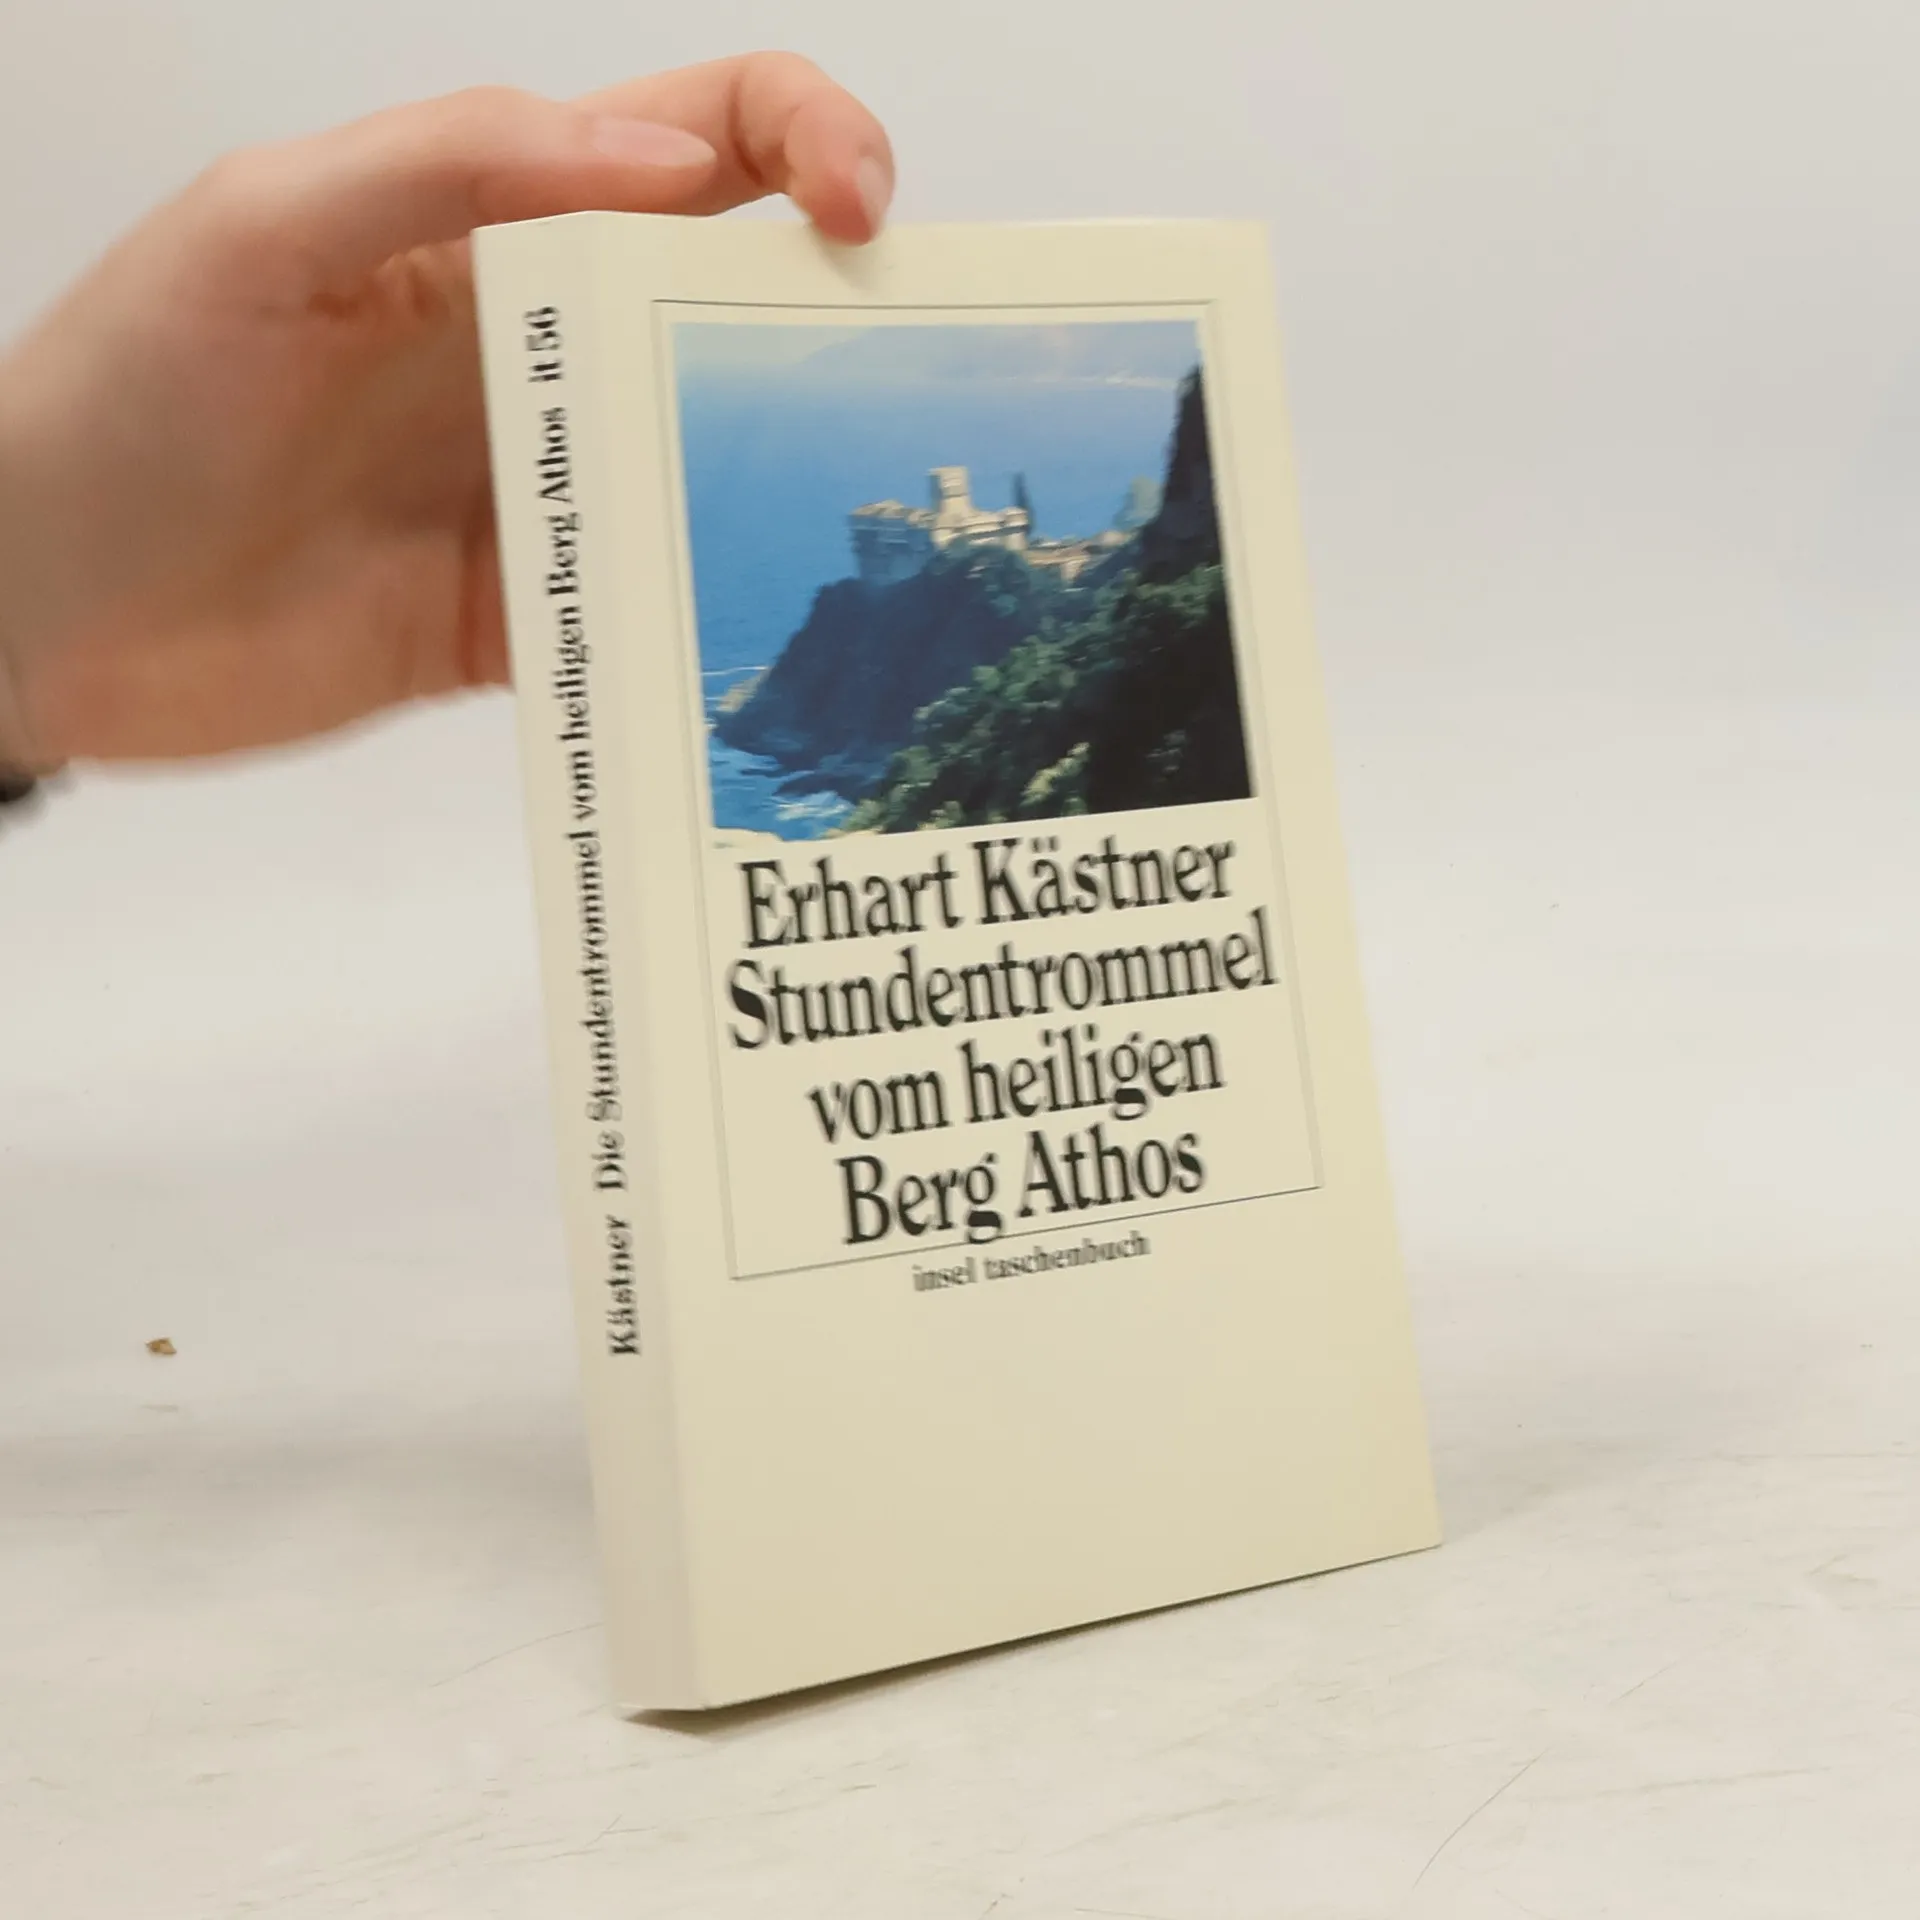 Kästner Die Stundentrommel vom heiligen Berg Athos it 56
Erhart Kästner
Stundentrommel
vom heiligen
Berg Athos
insel taschenbuch